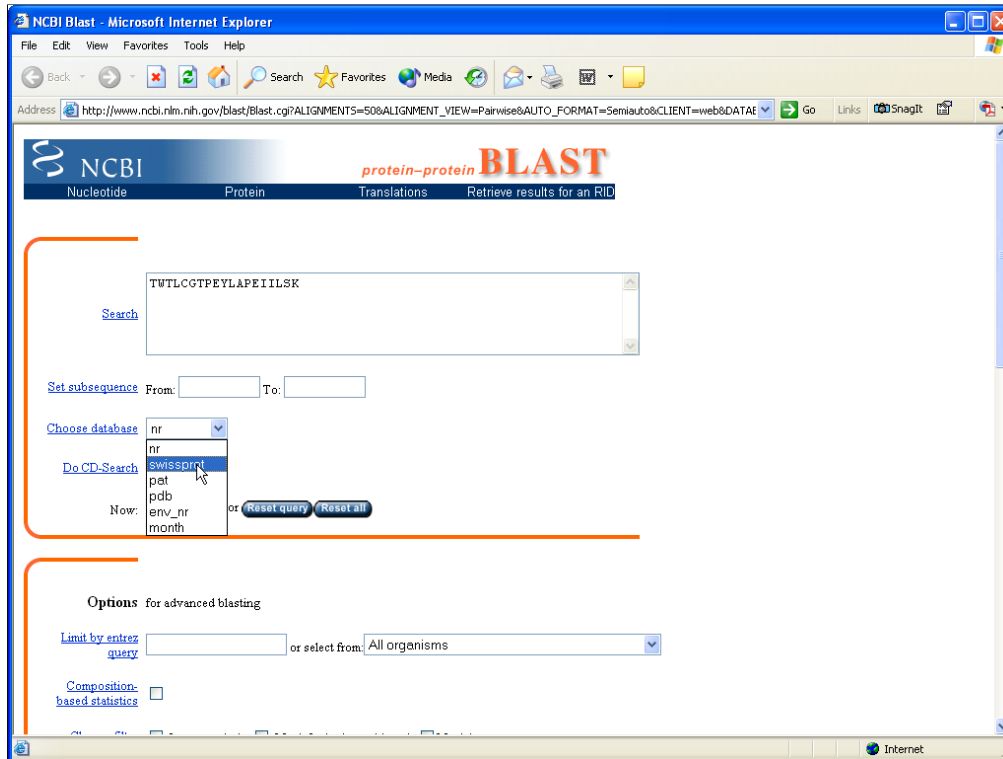 NCBI Blast - Microsoft Internet Explorer
File Edit View Favorites Tools Help
Back Search Favorites Media
Address http://www.ncbi.nlm.nih.gov/blast/Blast.cgi?ALIGNMENTS=50&ALIGNMENT_VIEW=Pairwise&AUTO_FORMAT=Semiauto&CLIENT=web&DATAB Go Links SnagIt
NCBI
protein–protein BLAST
Nucleotide Protein Translations Retrieve results for an RID
TWTLCGTPEYLAPEIILSK
Search
Set subsequence From: To:
Choose database nr
nr
swissprot
Do CD-Search
pat
pdb
Now: env_nr or Reset query Reset all
month
Options for advanced blasting
Limit by entrez query or select from: All organisms
Composition-based statistics
Internet